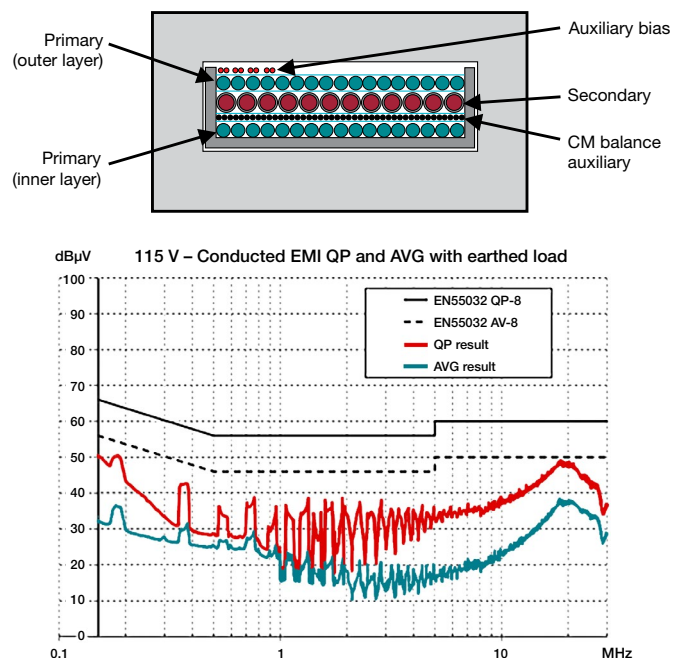 Primary
(outer layer)
Auxiliary bias
Secondary
CM balance
auxiliary
Primary
(inner layer)
dBµV
115 V – Conducted EMI QP and AVG with earthed load
100
90
80
70
60
50
40
30
20
10
0
EN55032 QP-8
EN55032 AV-8
QP result
AVG result
0.1
1
10
MHz